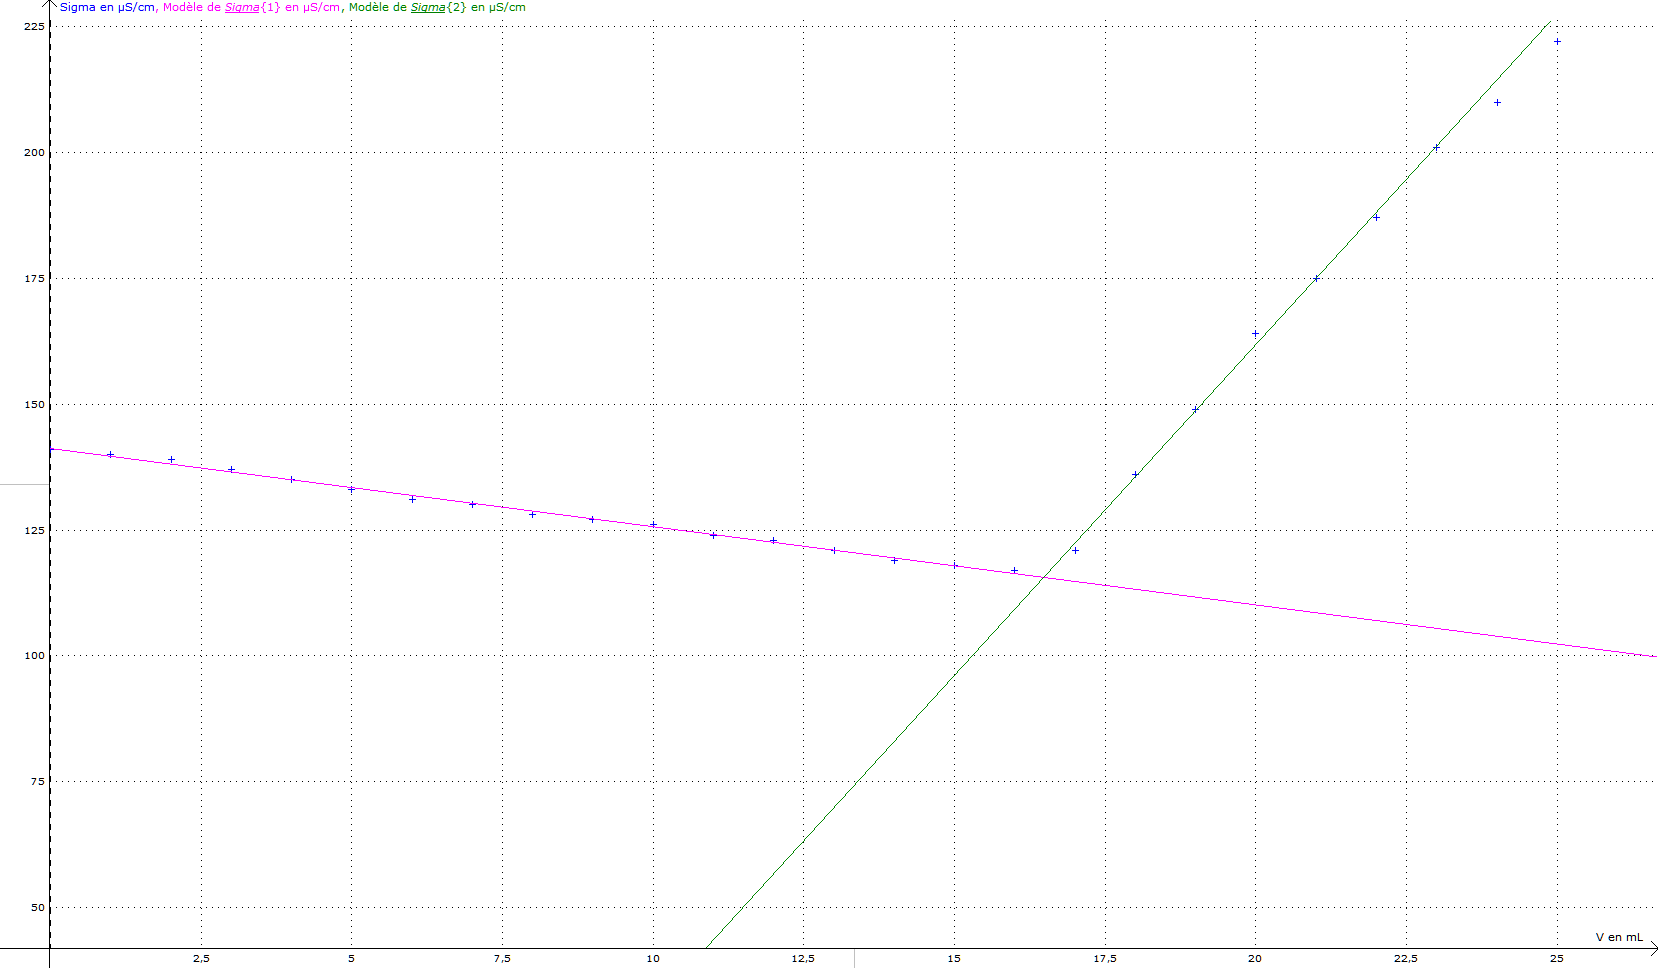 Sigma en µS/cm, Modèle de Sigma{1} en µS/cm, Modèle de Sigma{2} en µS/cm
225
200
175
150
125
100
75
50
V en mL
2,5 5 7,5 10 12,5 15 17,5 20 22,5 25